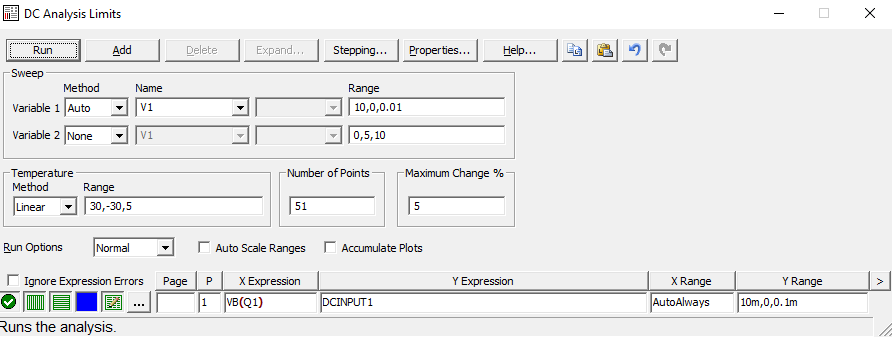 DC Analysis Limits
Run Add Delete Expand... Stepping... Properties... Help...
Sweep
Method Name Range
Variable 1 Auto V1 10,0,0.01
Variable 2 None V1 0,5,10
Temperature Number of Points Maximum Change %
Method Range
Linear 30,-30,5 51 5
Run Options Normal Auto Scale Ranges Accumulate Plots
Ignore Expression Errors Page P X Expression Y Expression X Range Y Range >
... 1 VB(Q1) DCINPUT1 AutoAlways 10m,0,0.1m
Runs the analysis.